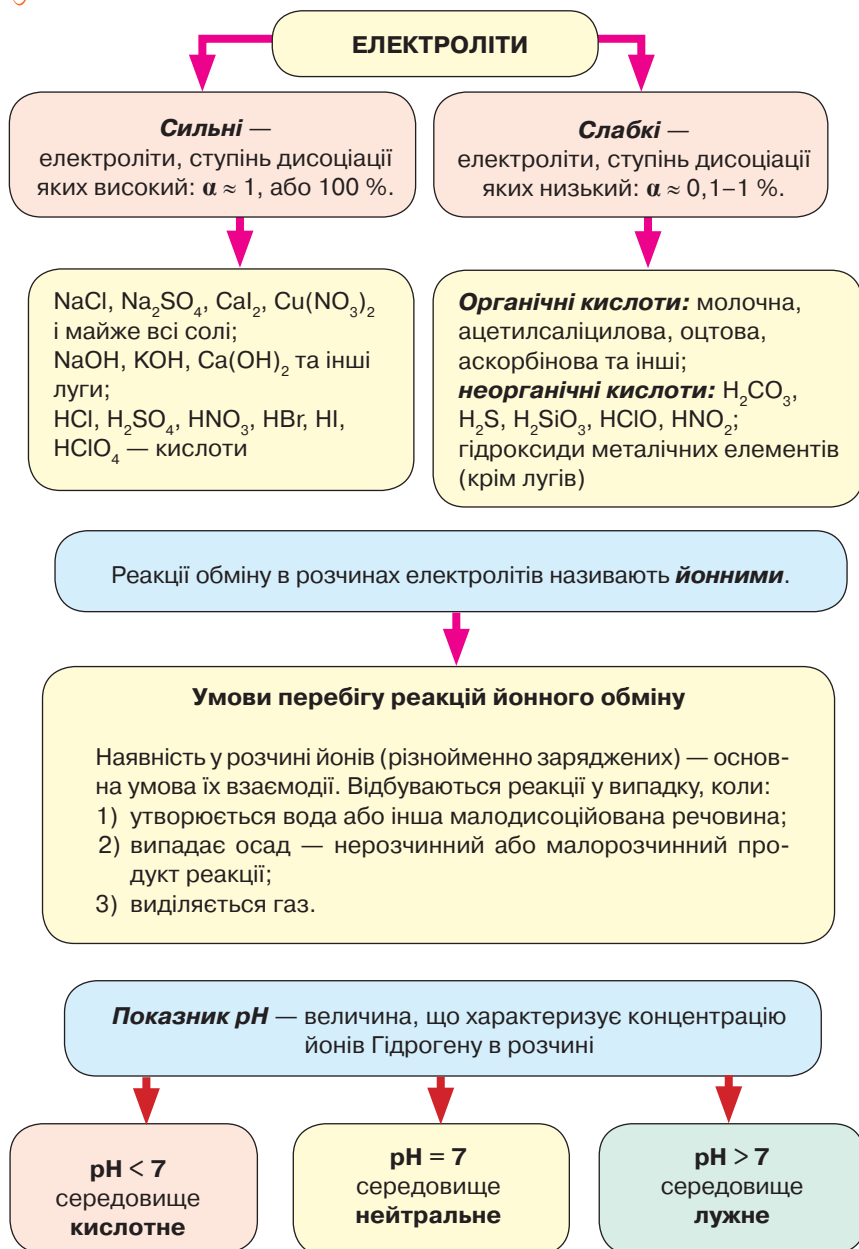 ЕЛЕКТРОЛІТИ
Сильні —
електроліти, ступінь дисоціації
яких високий: α ≈ 1, або 100 %.
Слабкі —
електроліти, ступінь дисоціації
яких низький: α ≈ 0,1–1 %.
NaCl, Na₂SO₄, CaI₂, Cu(NO₃)₂
і майже всі солі;
NaOH, KOH, Ca(OH)₂ та інші
луги;
HCl, H₂SO₄, HNO₃, HBr, HI,
HClO₄ — кислоти
Органічні кислоти: молочна,
ацетилсаліцилова, оцтова,
аскорбінова та інші;
неорганічні кислоти: H₂CO₃,
H₂S, H₂SiO₃, HClO, HNO₂;
гідроксиди металічних елементів
(крім лугів)
Реакції обміну в розчинах електролітів називають йонними.
Умови перебігу реакцій йонного обміну
Наявність у розчині йонів (різнойменно заряджених) — основ-
на умова їх взаємодії. Відбуваються реакції у випадку, коли:
1) утворюється вода або інша малодисоційована речовина;
2) випадає осад — нерозчинний або малорозчинний про-
дукт реакції;
3) виділяється газ.
Показник pH — величина, що характеризує концентрацію
йонів Гідрогену в розчині
pH < 7
середовище
кислотне
pH = 7
середовище
нейтральне
pH > 7
середовище
лужне